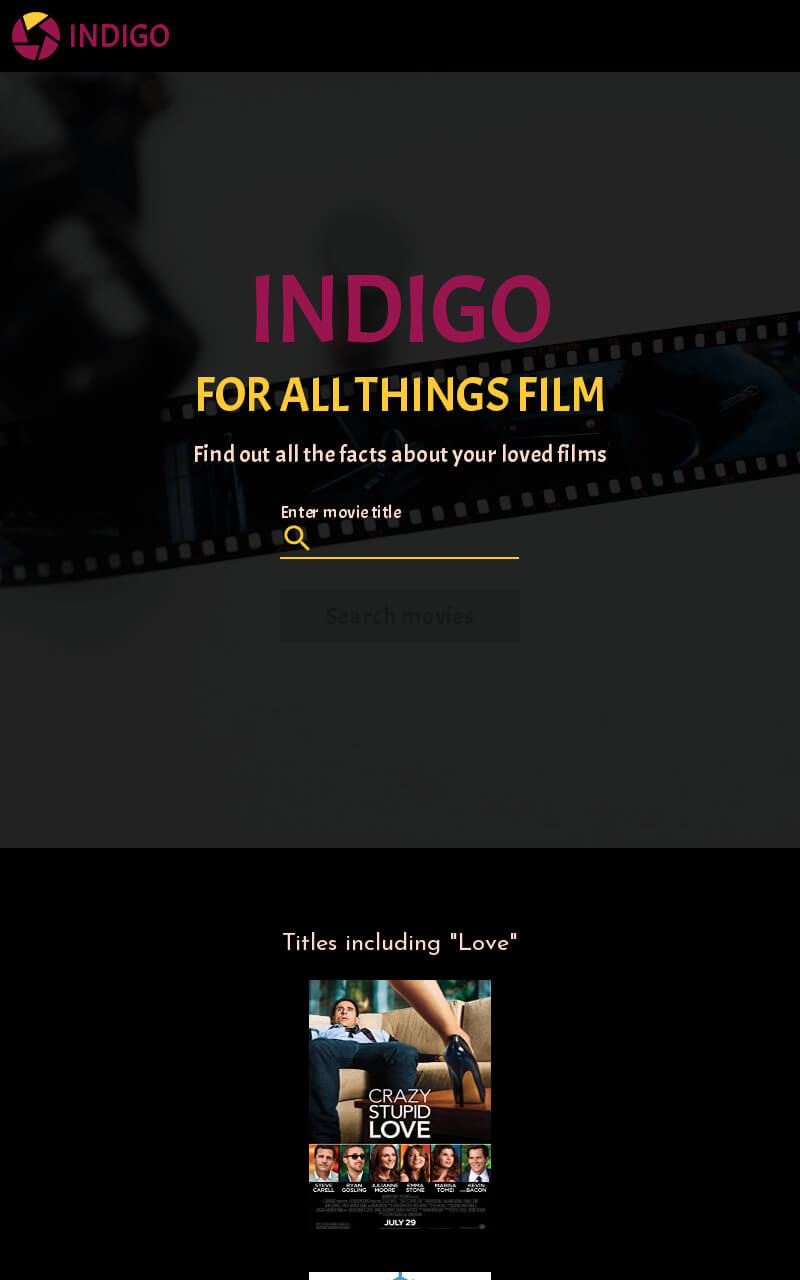 INDIGO
INDIGO
FOR ALL THINGS FILM
Find out all the facts about your loved films
Enter movie title
Search movies
Titles including "Love"
CRAZY
STUPID
LOVE
STEVE CARELL RYAN GOSLING JULIANNE MOORE EMMA STONE MARISA TOMEI KEVIN BACON
JULY 29